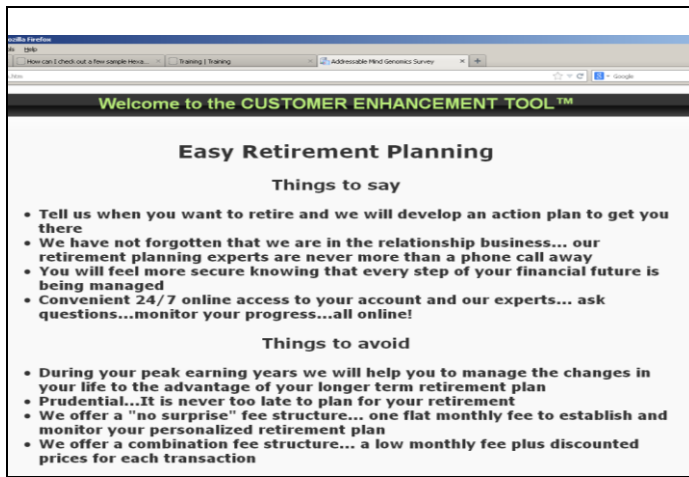 ozilla Firefox
ols Help
How can I check out a few sample Hexa... × Training | Training × Addressable Mind Genomics Survey × +
s.htm Google
Welcome to the CUSTOMER ENHANCEMENT TOOL™
Easy Retirement Planning
Things to say
• Tell us when you want to retire and we will develop an action plan to get you
there
• We have not forgotten that we are in the relationship business... our
retirement planning experts are never more than a phone call away
• You will feel more secure knowing that every step of your financial future is
being managed
• Convenient 24/7 online access to your account and our experts... ask
questions...monitor your progress...all online!
Things to avoid
• During your peak earning years we will help you to manage the changes in
your life to the advantage of your longer term retirement plan
• Prudential...It is never too late to plan for your retirement
• We offer a "no surprise" fee structure... one flat monthly fee to establish and
monitor your personalized retirement plan
• We offer a combination fee structure... a low monthly fee plus discounted
prices for each transaction